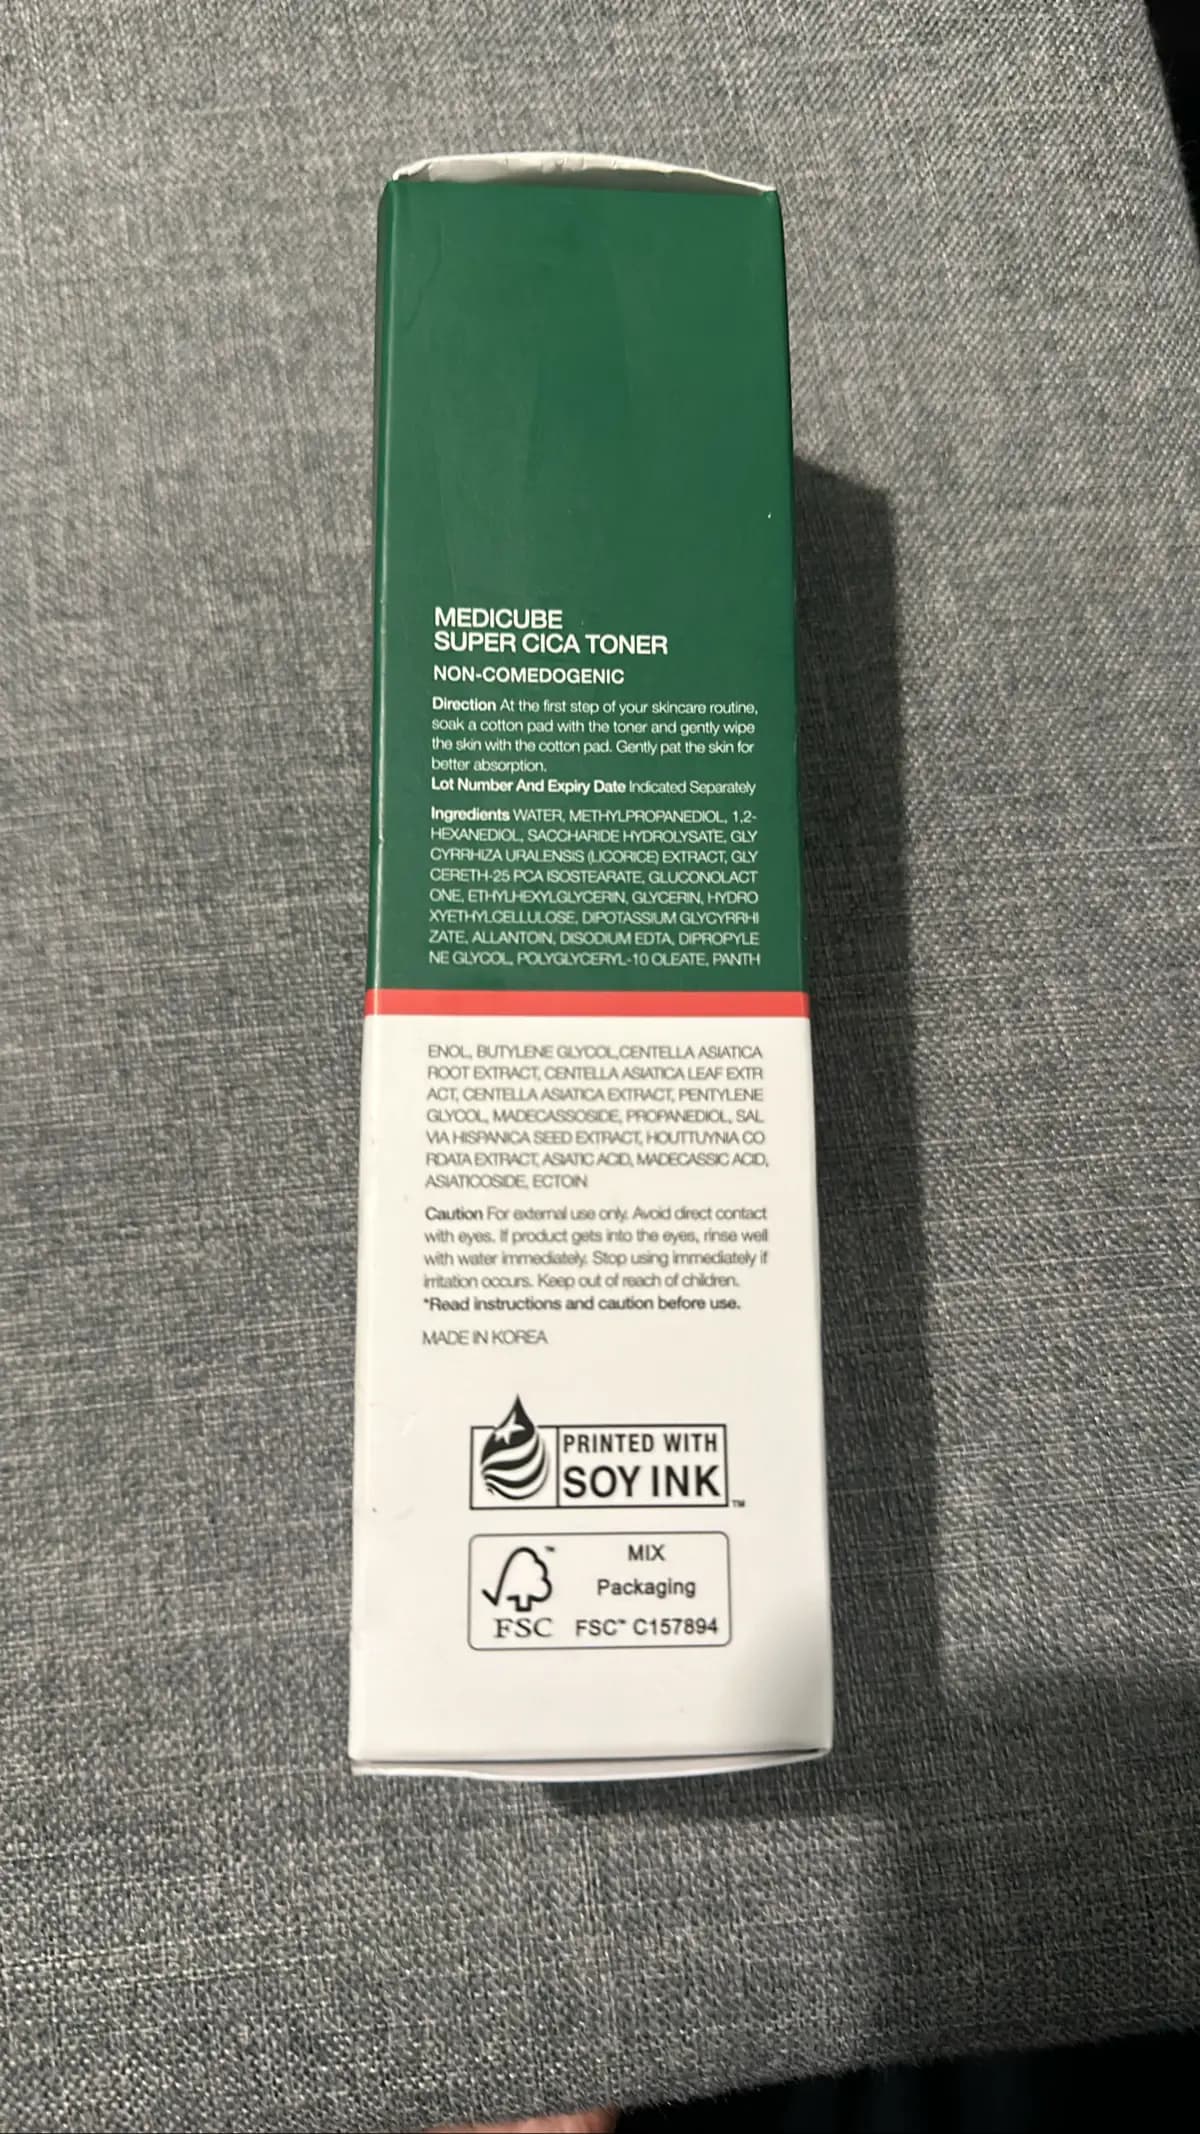 MEDICUBE
SUPER CICA TONER
NON-COMEDOGENIC
Direction At the first step of your skincare routine,
soak a cotton pad with the toner and gently wipe
the skin with the cotton pad. Gently pat the skin for
better absorption.
Lot Number And Expiry Date Indicated Separately
Ingredients WATER, METHYLPROPANEDIOL, 1,2-
HEXANEDIOL, SACCHARIDE HYDROLYSATE, GLY
CYRRHIZA URALENSIS (LICORICE) EXTRACT, GLY
CERETH-25 PCA ISOSTEARATE, GLUCONOLACT
ONE, ETHYLHEXYLGLYCERIN, GLYCERIN, HYDRO
XYETHYLCELLULOSE, DIPOTASSIUM GLYCYRRHI
ZATE, ALLANTOIN, DISODIUM EDTA, DIPROPYLE
NE GLYCOL, POLYGLYCERYL-10 OLEATE, PANTH
ENOL, BUTYLENE GLYCOL,CENTELLA ASIATICA
ROOT EXTRACT, CENTELLA ASIATICA LEAF EXTR
ACT, CENTELLA ASIATICA EXTRACT, PENTYLENE
GLYCOL, MADECASSOSIDE, PROPANEDIOL, SAL
VIA HISPANICA SEED EXTRACT, HOUTTUYNIA CO
RDATA EXTRACT, ASIATIC ACID, MADECASSIC ACID,
ASIATICOSIDE, ECTOIN
Caution For external use only. Avoid direct contact
with eyes. If product gets into the eyes, rinse well
with water immediately. Stop using immediately if
irritation occurs. Keep out of reach of children.
*Read instructions and caution before use.
MADE IN KOREA
PRINTED WITH
SOY INK™
MIX
Packaging
FSC FSC™ C157894